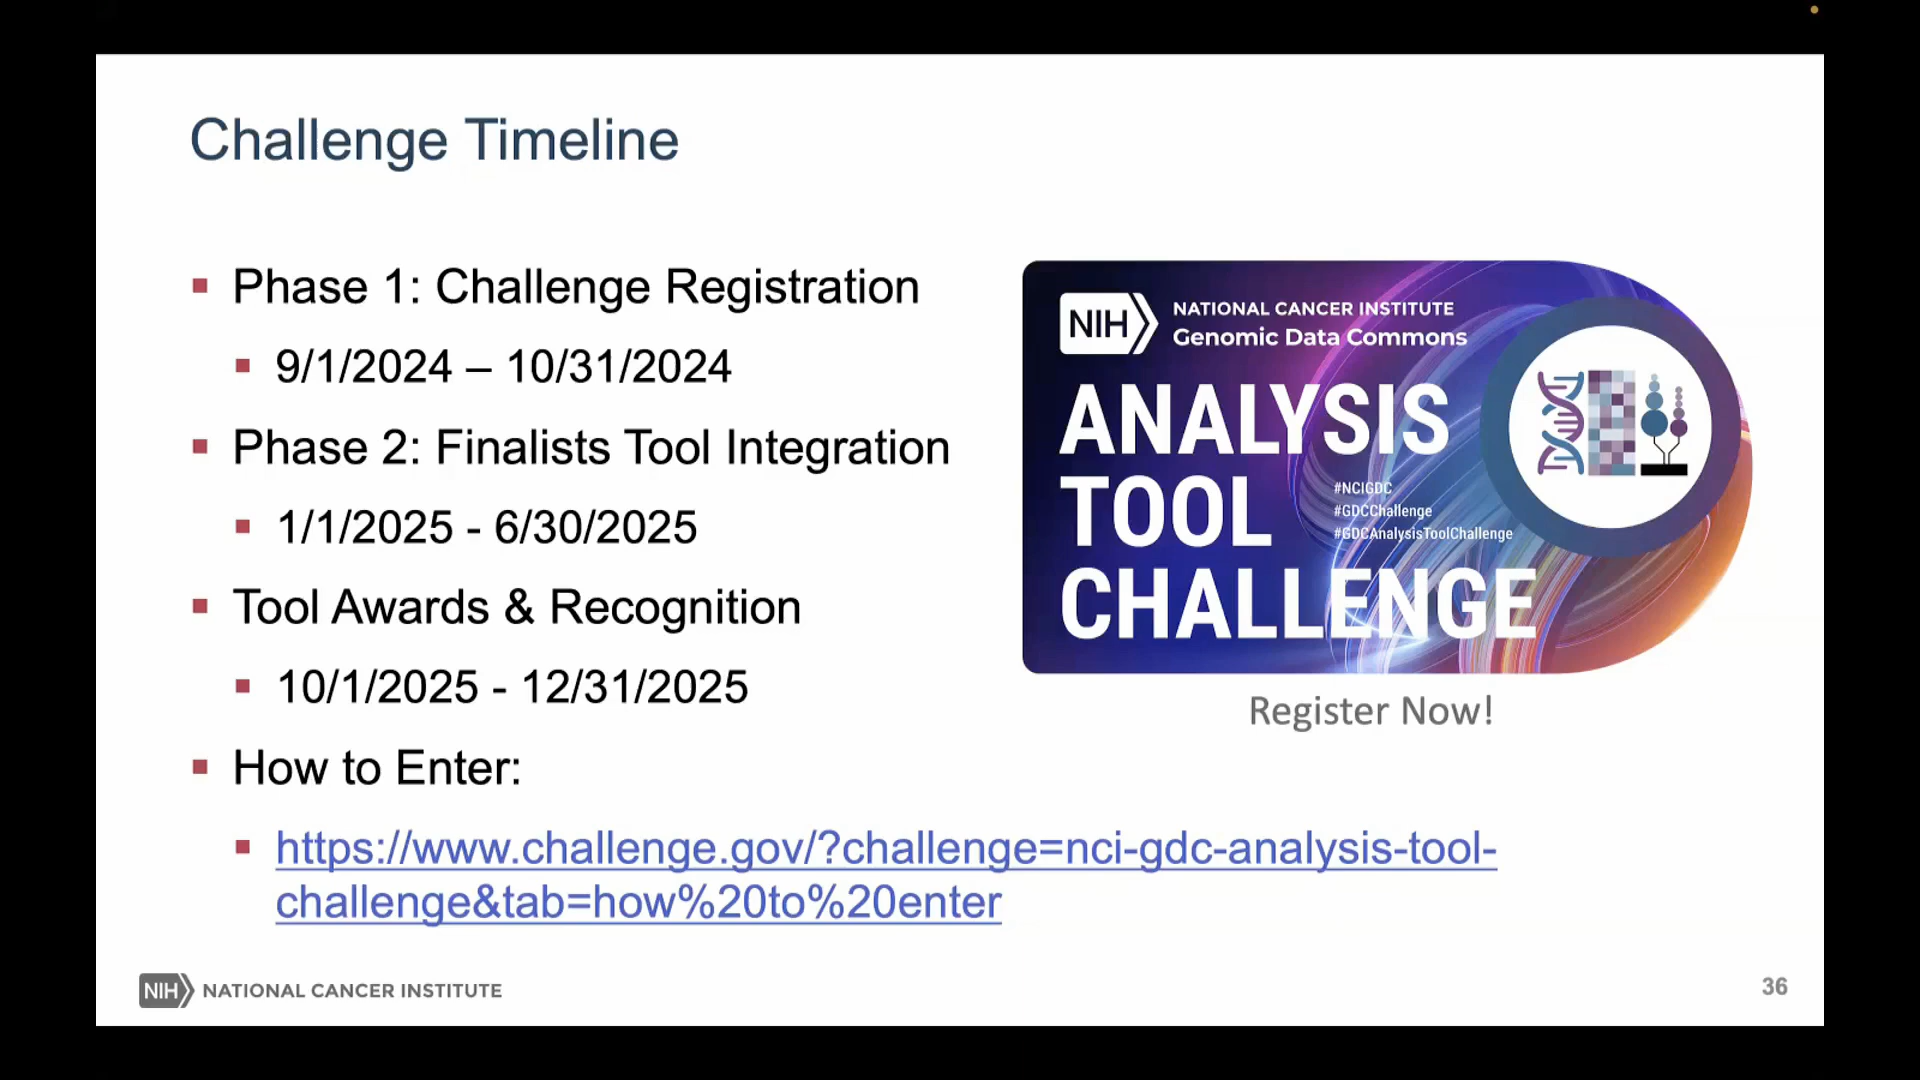 Challenge Timeline
Phase 1: Challenge Registration
9/1/2024 – 10/31/2024
Phase 2: Finalists Tool Integration
1/1/2025 - 6/30/2025
Tool Awards & Recognition
10/1/2025 - 12/31/2025
How to Enter:
https://www.challenge.gov/?challenge=nci-gdc-analysis-tool-
challenge&tab=how%20to%20enter
NIH NATIONAL CANCER INSTITUTE
Genomic Data Commons
ANALYSIS
TOOL
CHALLENGE
#NCIGDC
#GDCChallenge
#GDCAnalysisToolChallenge
Register Now!
NIH NATIONAL CANCER INSTITUTE
36